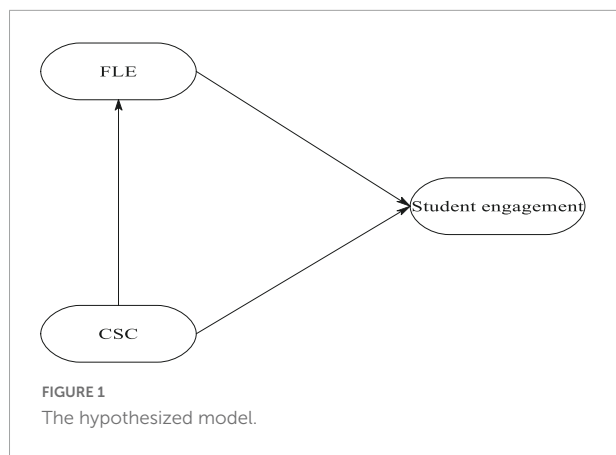 FLE
Student engagement
CSC
FIGURE 1
The hypothesized model.